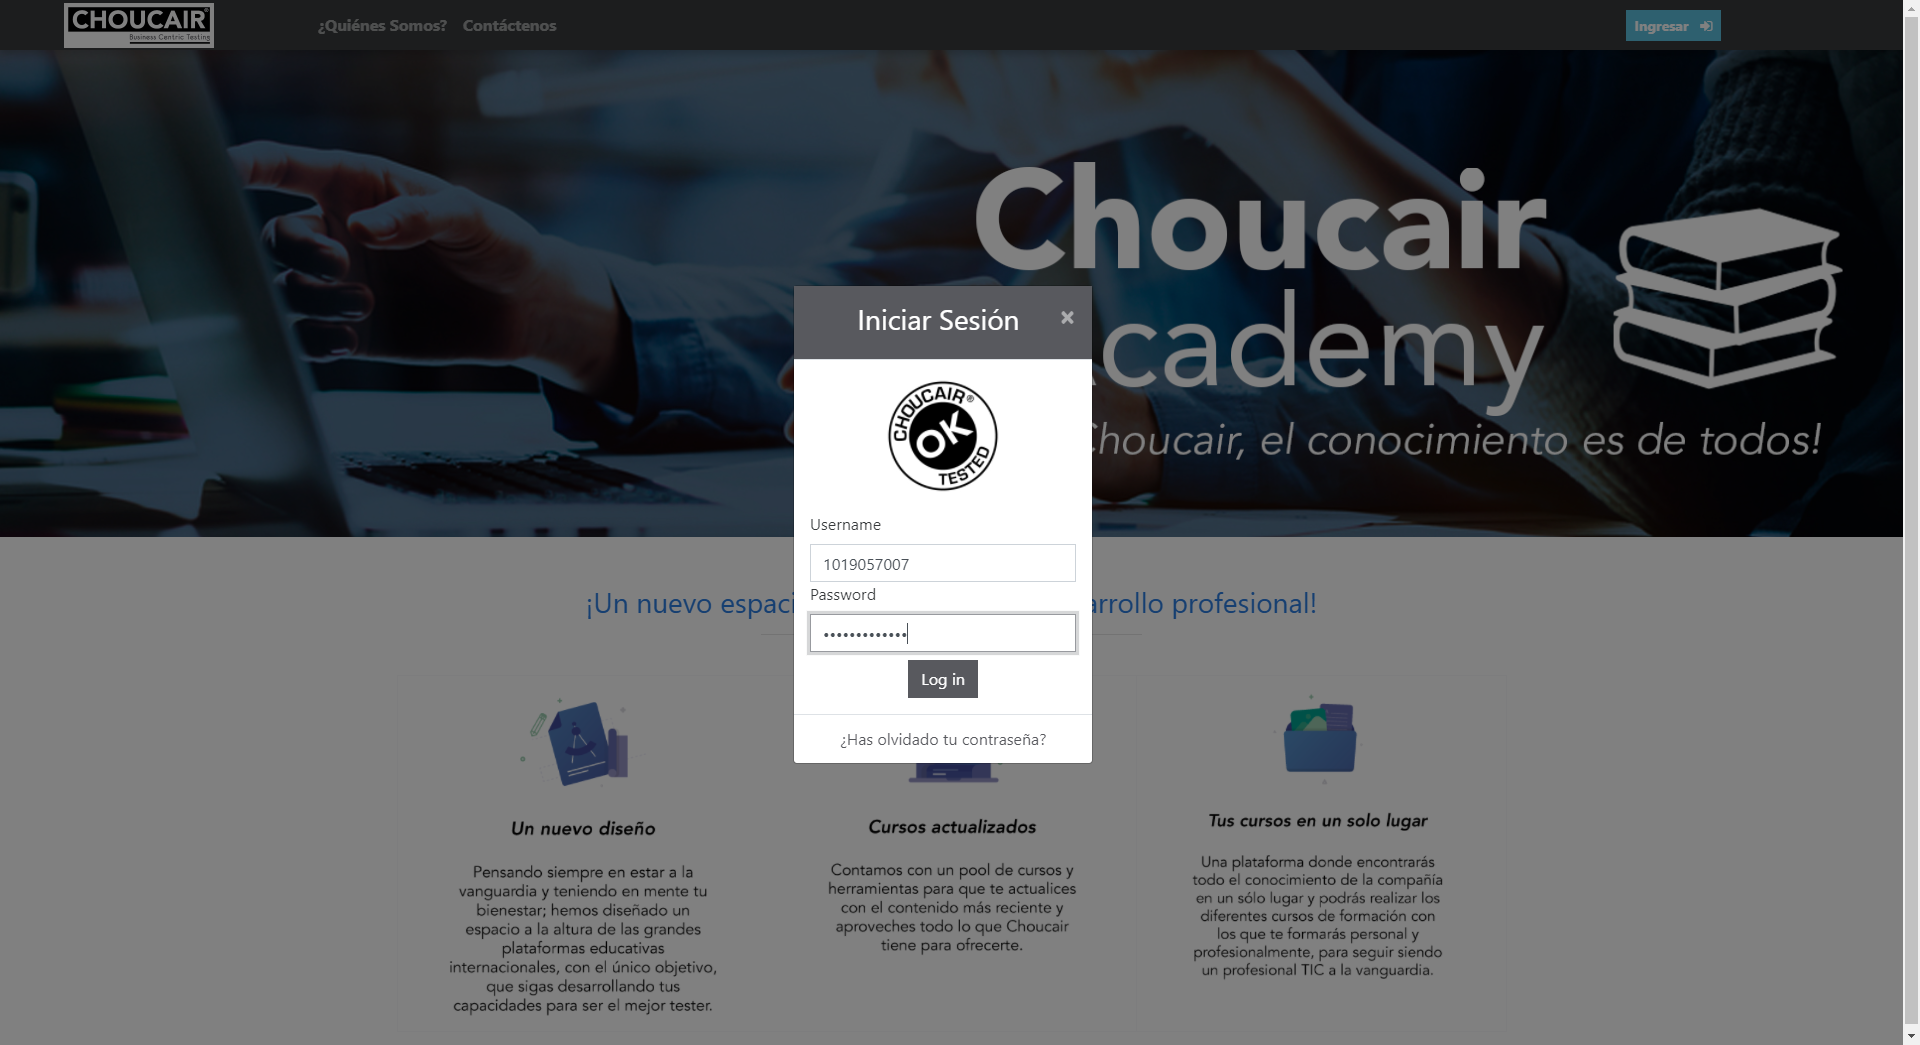 CHOUCAIR®
Business Centric Testing
¿Quiénes Somos?
Contáctenos
Ingresar
Choucair
cademy
Choucair, el conocimiento es de todos!
Iniciar Sesión
×
CHOUCAIR®
OK
TESTED
Username
1019057007
Password
•••••••••••••
Log in
¿Has olvidado tu contraseña?
¡Un nuevo espaci
rrollo profesional!
Un nuevo diseño
Pensando siempre en estar a la
vanguardia y teniendo en mente tu
bienestar; hemos diseñado un
espacio a la altura de las grandes
plataformas educativas
internacionales, con el único objetivo,
que sigas desarrollando tus
capacidades para ser el mejor tester.
Cursos actualizados
Contamos con un pool de cursos y
herramientas para que te actualices
con el contenido más reciente y
aproveches todo lo que Choucair
tiene para ofrecerte.
Tus cursos en un solo lugar
Una plataforma donde encontrarás
todo el conocimiento de la compañía
en un sólo lugar y podrás realizar los
diferentes cursos de formación con
los que te formarás personal y
profesionalmente, para seguir siendo
un profesional TIC a la vanguardia.